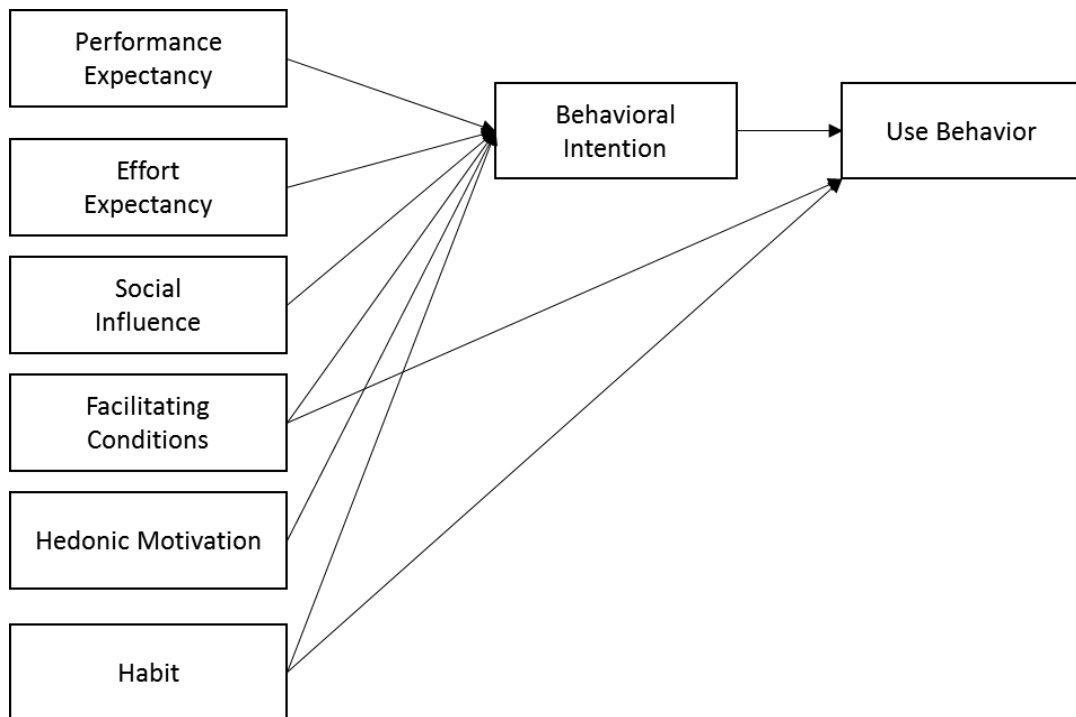 Performance
Expectancy
Effort
Expectancy
Social
Influence
Facilitating
Conditions
Hedonic Motivation
Habit
Behavioral
Intention
Use Behavior